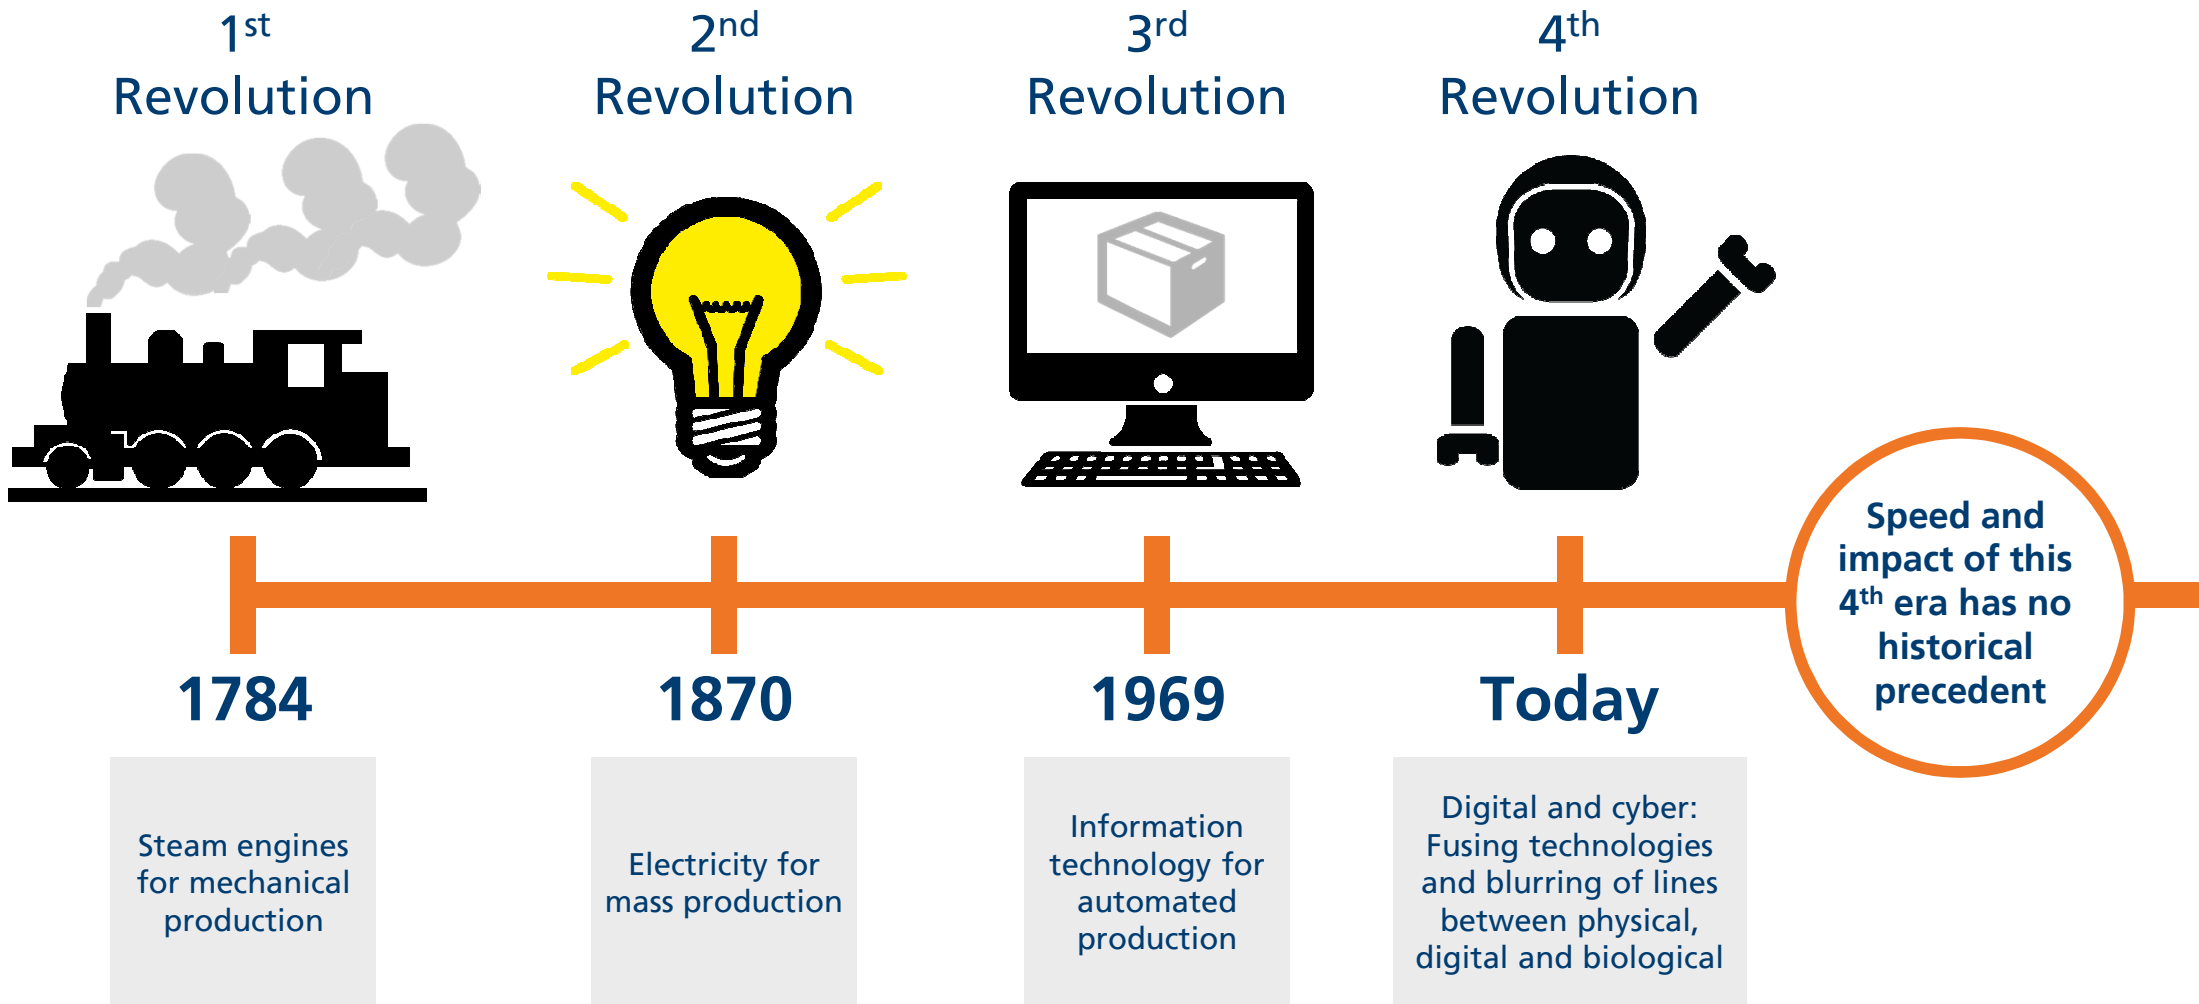 1st
Revolution
2nd
Revolution
3rd
Revolution
4th
Revolution
Speed and
impact of this
4th era has no
historical
precedent
1784
1870
1969
Today
Steam engines
for mechanical
production
Electricity for
mass production
Information
technology for
automated
production
Digital and cyber:
Fusing technologies
and blurring of lines
between physical,
digital and biological